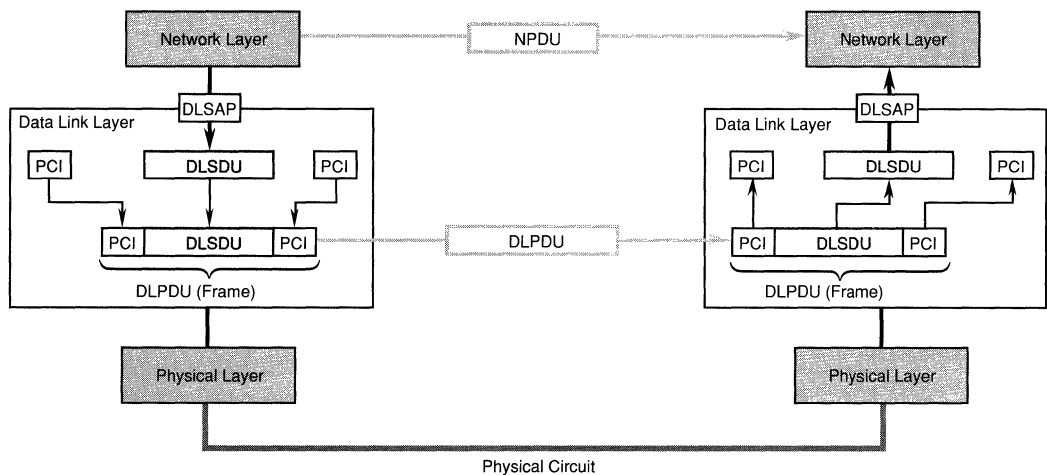 Network Layer
NPDU
Network Layer
DLSAP
DLSAP
Data Link Layer
Data Link Layer
PCI
DLSDU
PCI
PCI
DLSDU
PCI
PCI
DLSDU
PCI
DLPDU
PCI
DLSDU
PCI
DLPDU (Frame)
DLPDU (Frame)
Physical Layer
Physical Layer
Physical Circuit